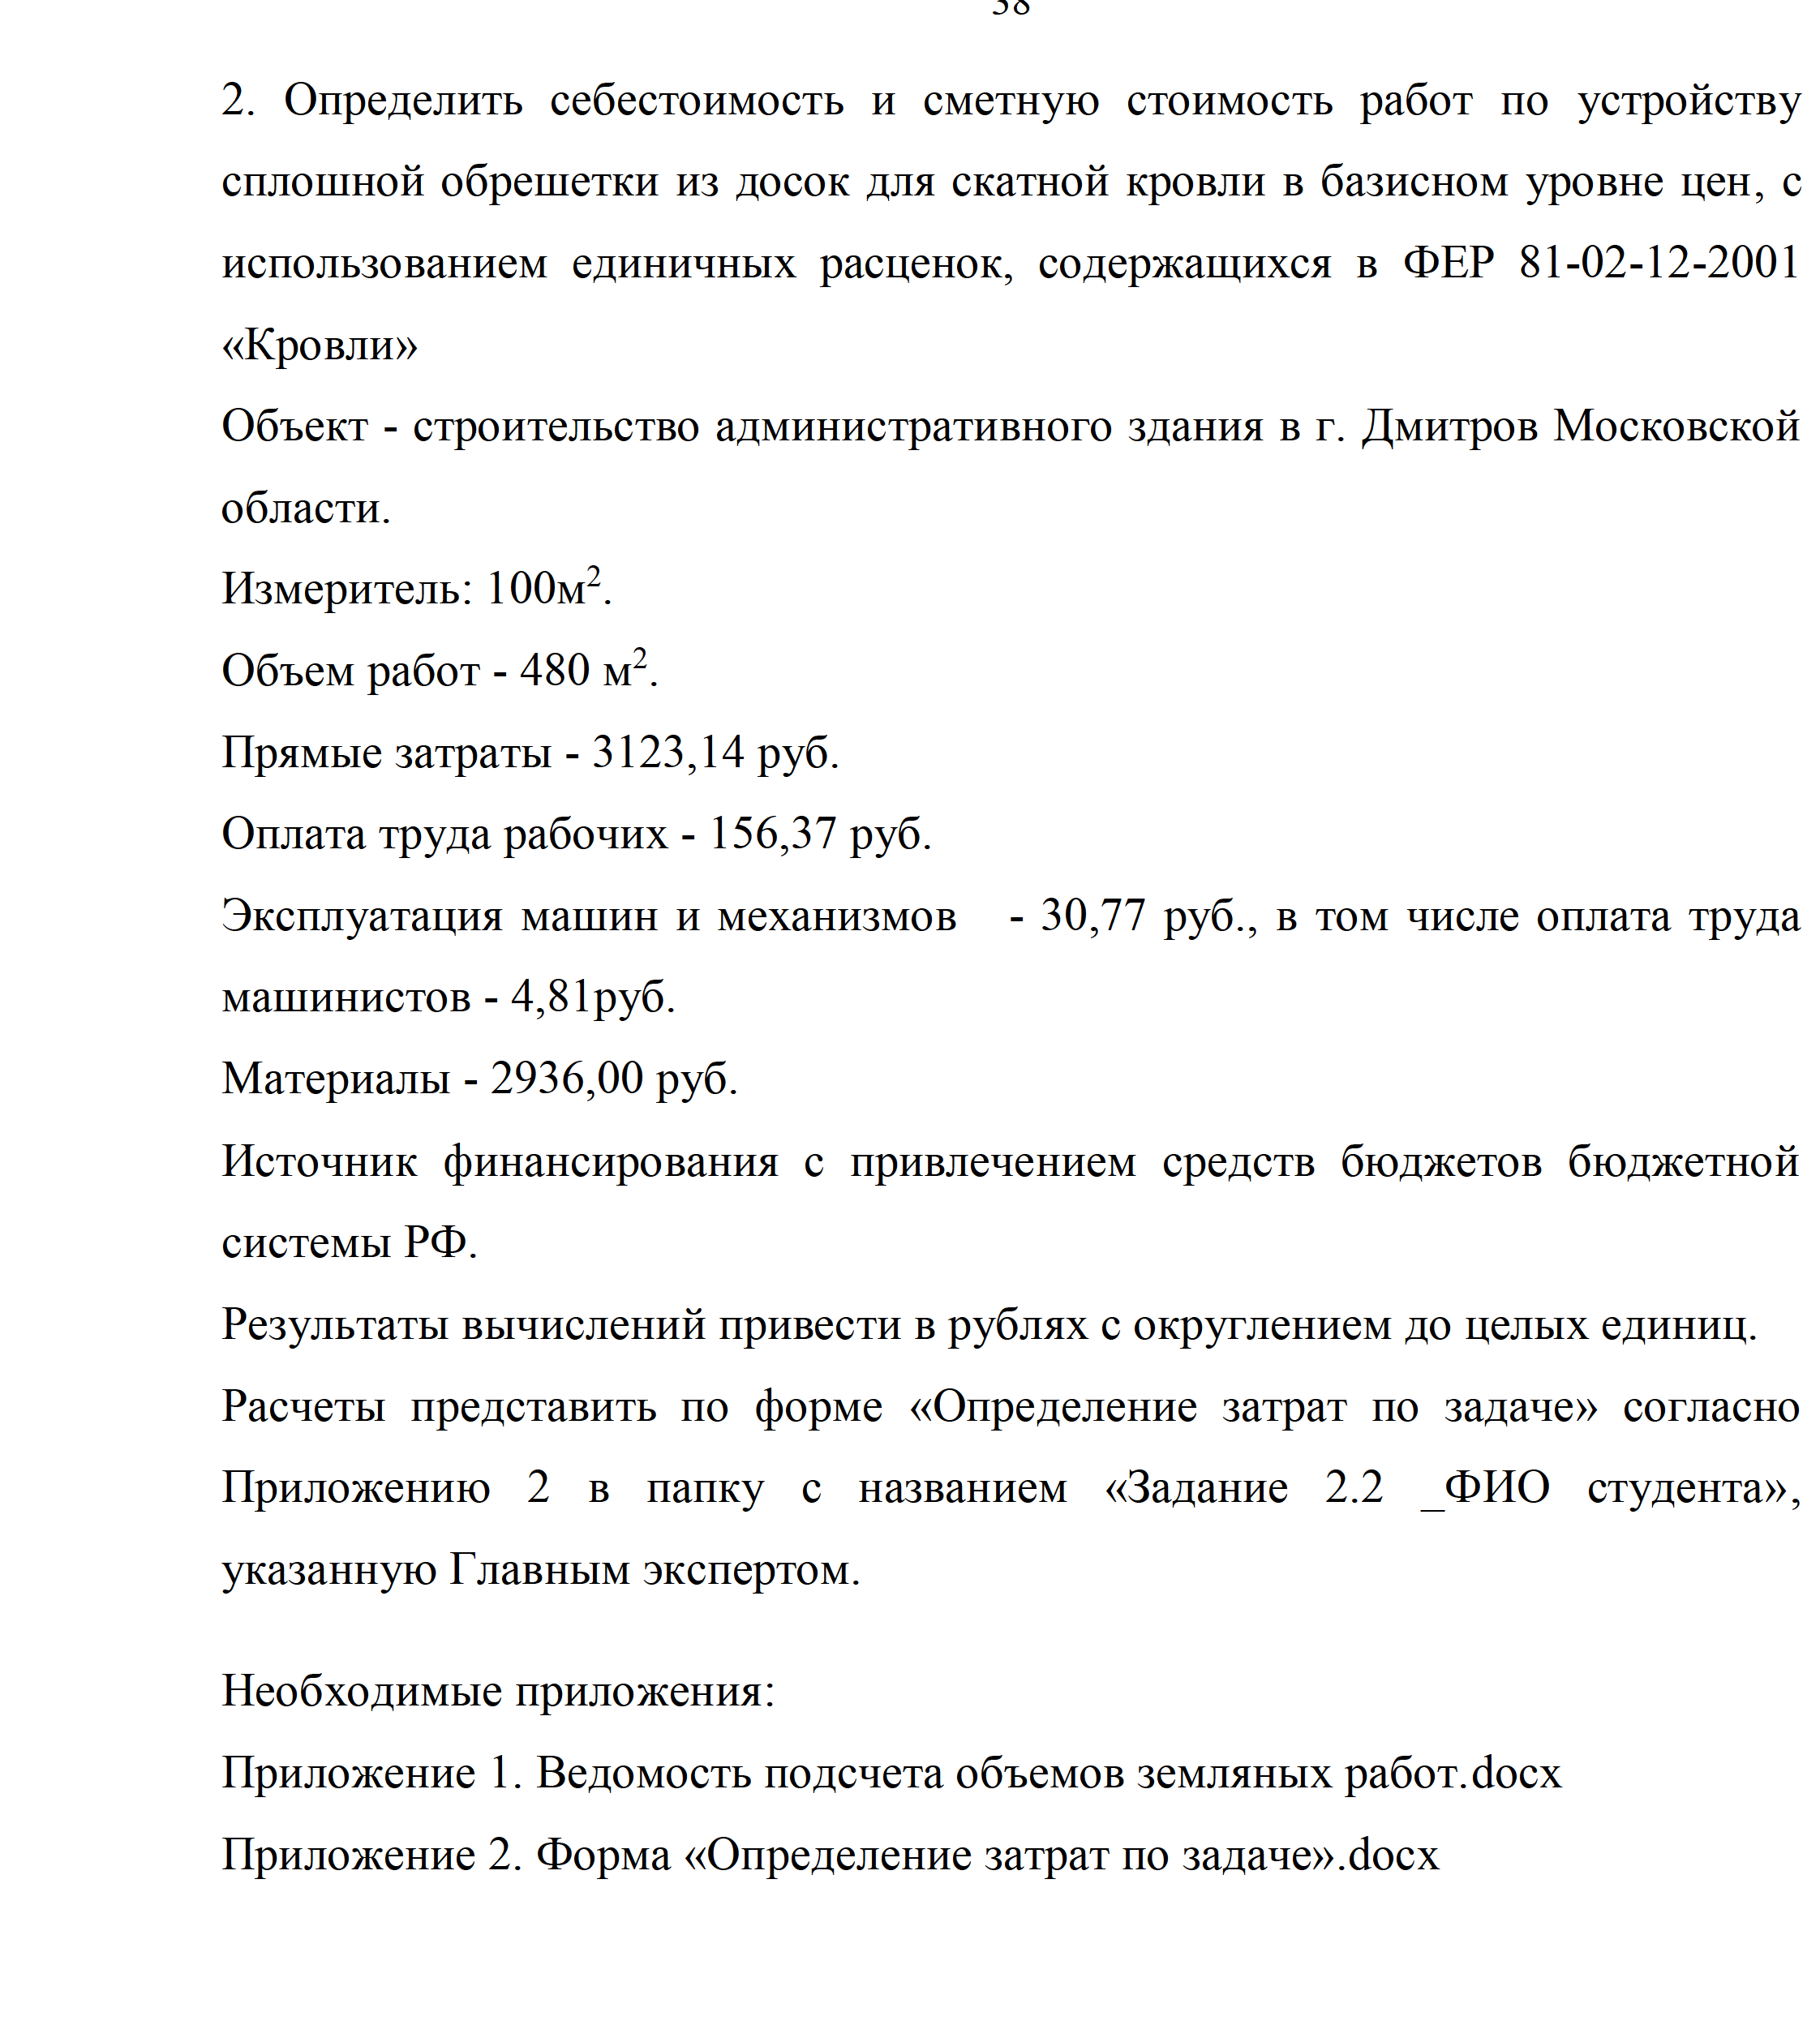 38
2. Определить себестоимость и сметную стоимость работ по устройству
сплошной обрешетки из досок для скатной кровли в базисном уровне цен, с
использованием единичных расценок, содержащихся в ФЕР 81-02-12-2001
«Кровли»
Объект - строительство административного здания в г. Дмитров Московской
области.
Измеритель: 100м².
Объем работ - 480 м².
Прямые затраты - 3123,14 руб.
Оплата труда рабочих - 156,37 руб.
Эксплуатация машин и механизмов - 30,77 руб., в том числе оплата труда
машинистов - 4,81руб.
Материалы - 2936,00 руб.
Источник финансирования с привлечением средств бюджетов бюджетной
системы РФ.
Результаты вычислений привести в рублях с округлением до целых единиц.
Расчеты представить по форме «Определение затрат по задаче» согласно
Приложению 2 в папку с названием «Задание 2.2 _ФИО студента»,
указанную Главным экспертом.
Необходимые приложения:
Приложение 1. Ведомость подсчета объемов земляных работ.docx
Приложение 2. Форма «Определение затрат по задаче».docx